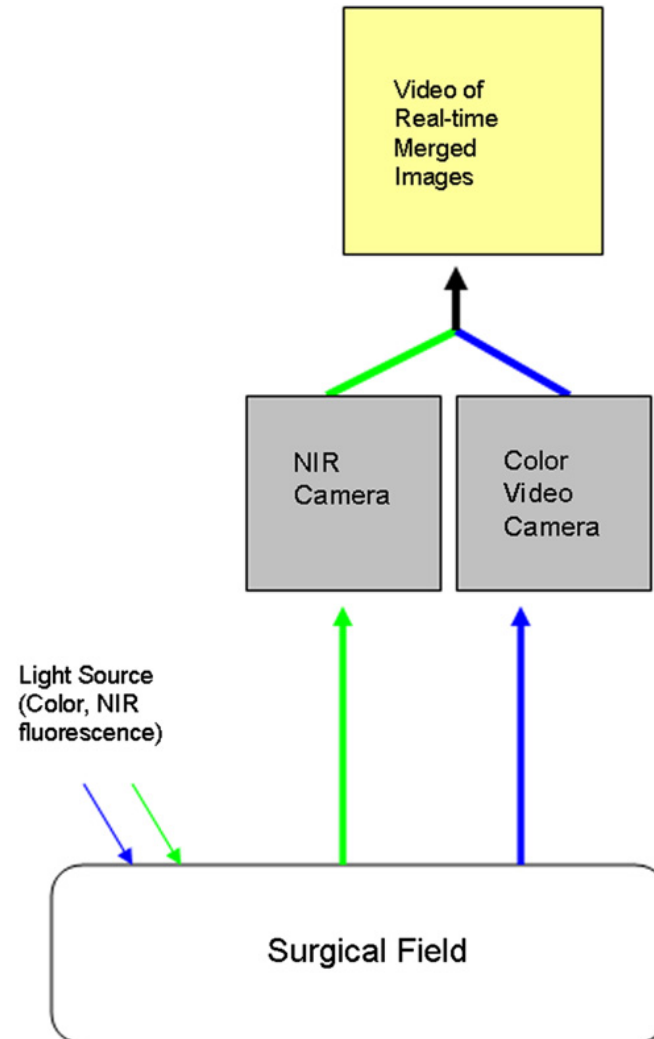 Video of
Real-time
Merged
Images
NIR
Camera
Color
Video
Camera
Light Source
(Color, NIR
fluorescence)
Surgical Field